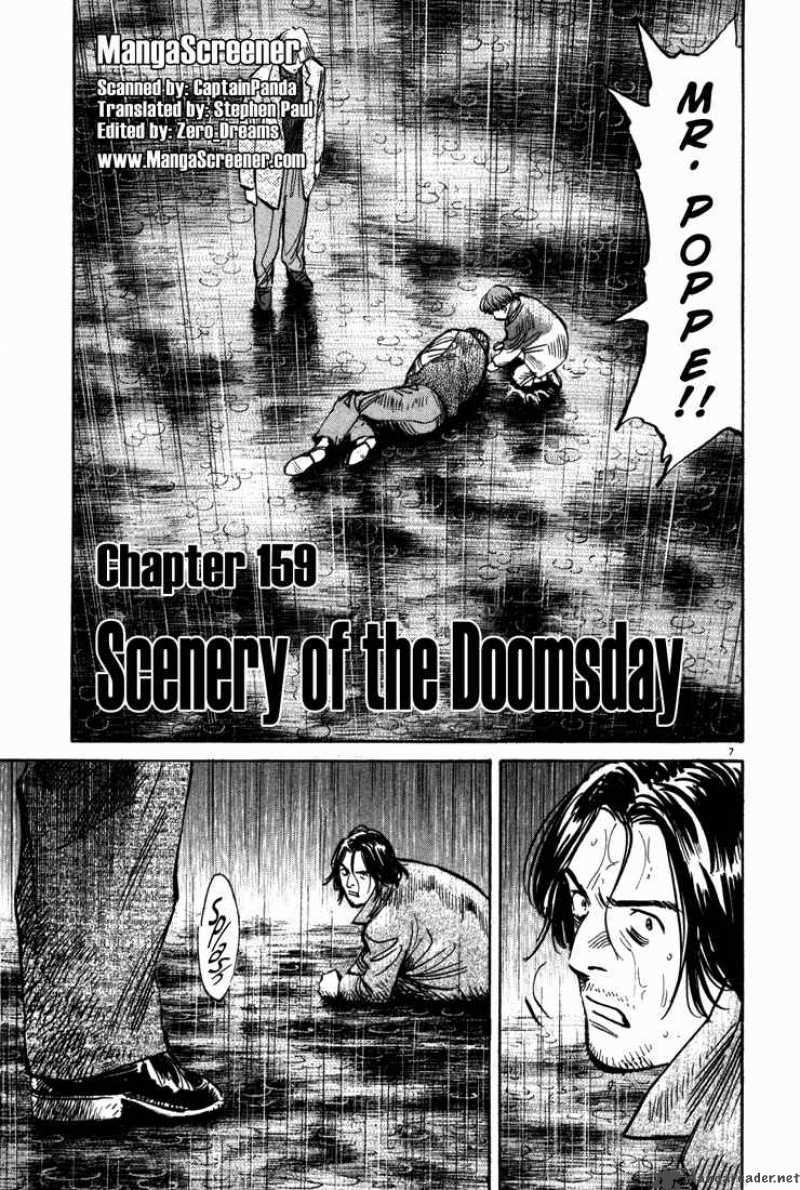 MangaScreener
Scanned by: CaptainPanda
Translated by: Stephen Paul
Edited by: Zero_Dreams
www.MangaScreener.com
MR. POPPE!!
Chapter 159
Scenery of the Doomsday
7
Splash